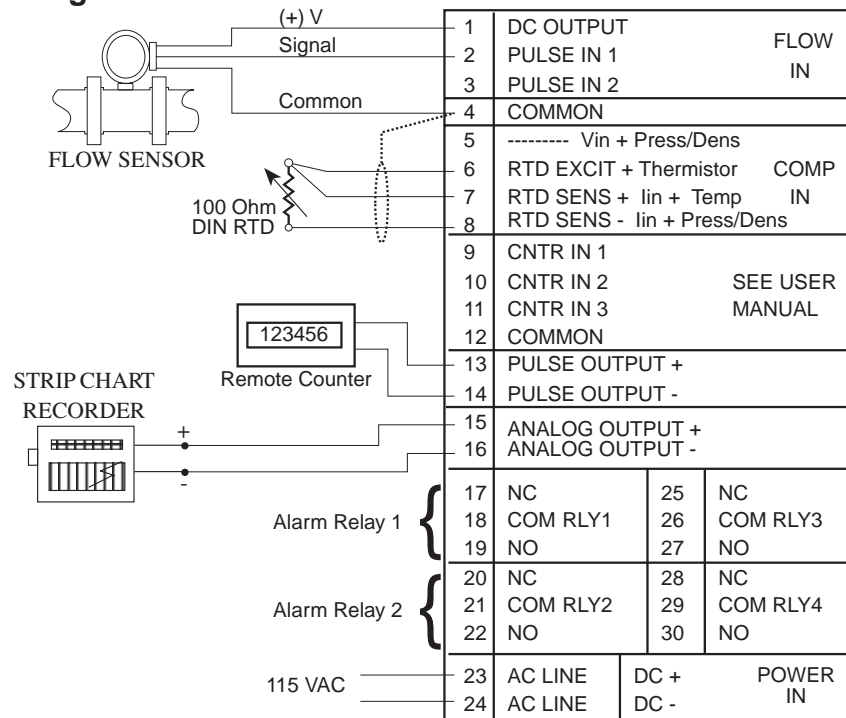 (+) V
Signal
Common
FLOW SENSOR
100 Ohm
DIN RTD
123456
Remote Counter
STRIP CHART
RECORDER
+
-
Alarm Relay 1
Alarm Relay 2
115 VAC
1 DC OUTPUT
2 PULSE IN 1
3 PULSE IN 2
FLOW
IN
4 COMMON
5 --------- Vin + Press/Dens
6 RTD EXCIT + Thermistor COMP
7 RTD SENS + Iin + Temp IN
8 RTD SENS - Iin + Press/Dens
9 CNTR IN 1
10 CNTR IN 2 SEE USER
11 CNTR IN 3 MANUAL
12 COMMON
13 PULSE OUTPUT +
14 PULSE OUTPUT -
15 ANALOG OUTPUT +
16 ANALOG OUTPUT -
17 NC 25 NC
18 COM RLY1 26 COM RLY3
19 NO 27 NO
20 NC 28 NC
21 COM RLY2 29 COM RLY4
22 NO 30 NO
23 AC LINE DC + POWER
24 AC LINE DC - IN